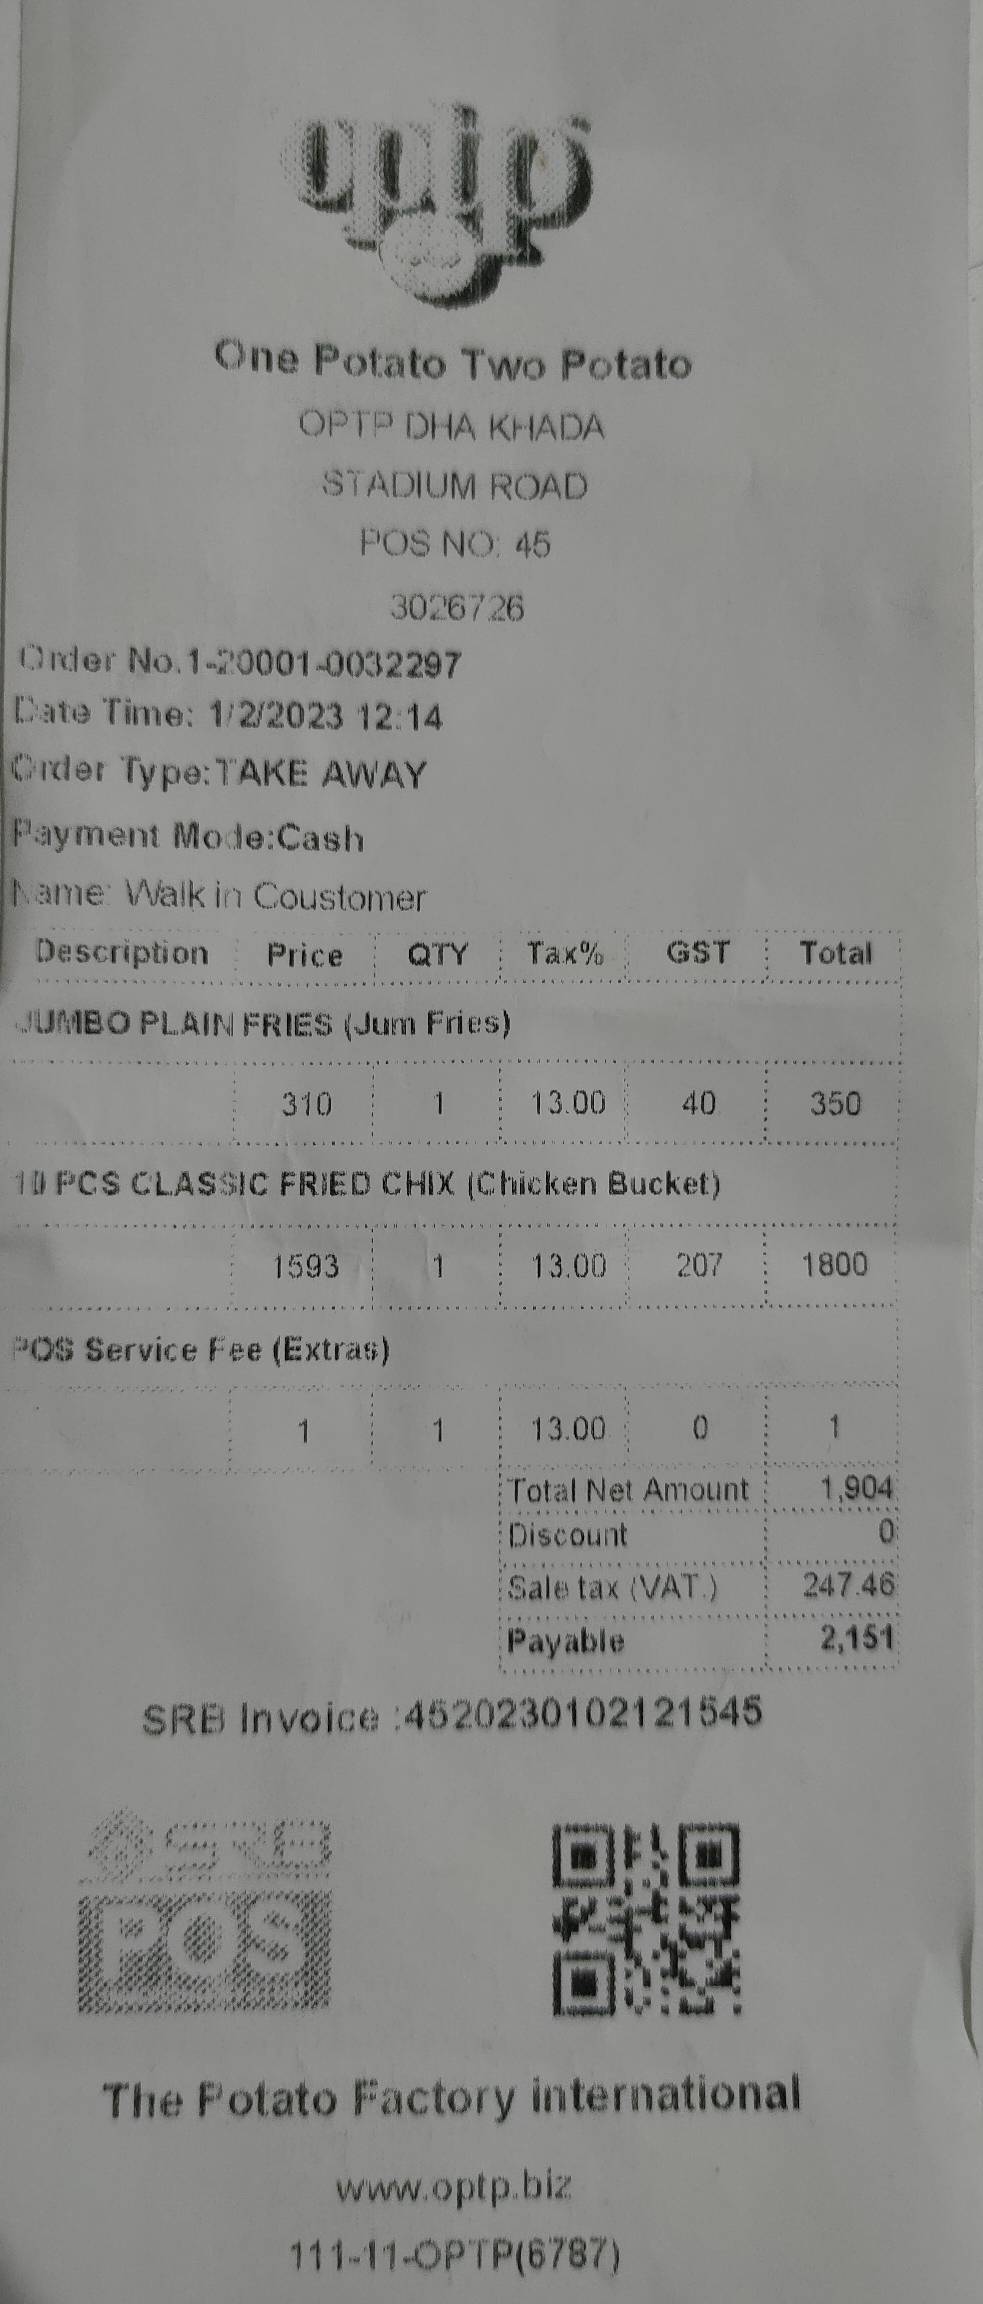 optp
One Potato Two Potato
OPTP DHA KHADA
STADIUM ROAD
POS NO: 45
3026726
Order No.1-20001-0032297
Date Time: 1/2/2023 12:14
Order Type:TAKE AWAY
Payment Mode:Cash
Name: Walk in Coustomer
Description Price QTY Tax% GST Total
JUMBO PLAIN FRIES (Jum Fries)
310 1 13.00 40 350
10 PCS CLASSIC FRIED CHIX (Chicken Bucket)
1593 1 13.00 207 1800
POS Service Fee (Extras)
1 1 13.00 0 1
Total Net Amount 1,904
Discount 0
Sale tax (VAT.) 247.46
Payable 2,151
SRB Invoice :4520230102121545
SRB
POS
The Potato Factory international
www.optp.biz
111-11-OPTP(6787)